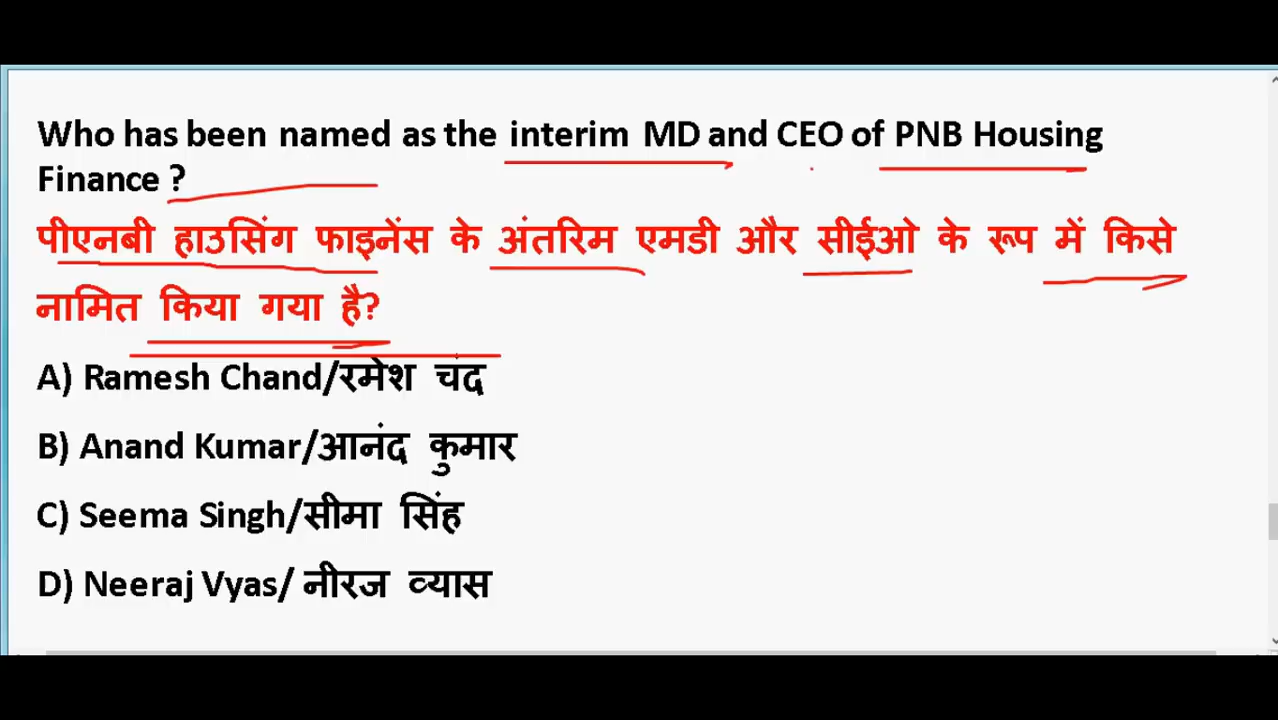 Who has been named as the interim MD and CEO of PNB Housing
Finance ?
पीएनबी हाउसिंग फाइनेंस के अंतरिम एमडी और सीईओ के रूप में किसे
नामित किया गया है?
A) Ramesh Chand/रमेश चंद
B) Anand Kumar/आनंद कुमार
C) Seema Singh/सीमा सिंह
D) Neeraj Vyas/ नीरज व्यास